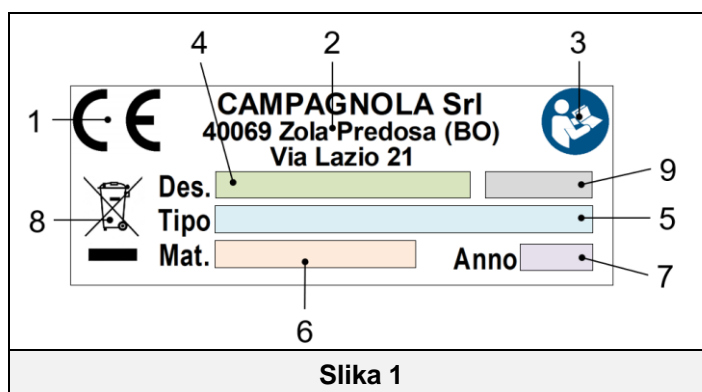 4
2
3
1
CE
CAMPAGNOLA Srl
40069 Zola Predosa (BO)
Via Lazio 21
9
8
Des.
Tipo
5
Mat.
Anno
7
6
Slika 1